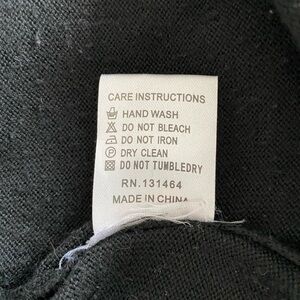 CARE INSTRUCTIONS
HAND WASH
DO NOT BLEACH
DO NOT IRON
P DRY CLEAN
DO NOT TUMBLEDRY
RN.131464
MADE IN CHINA